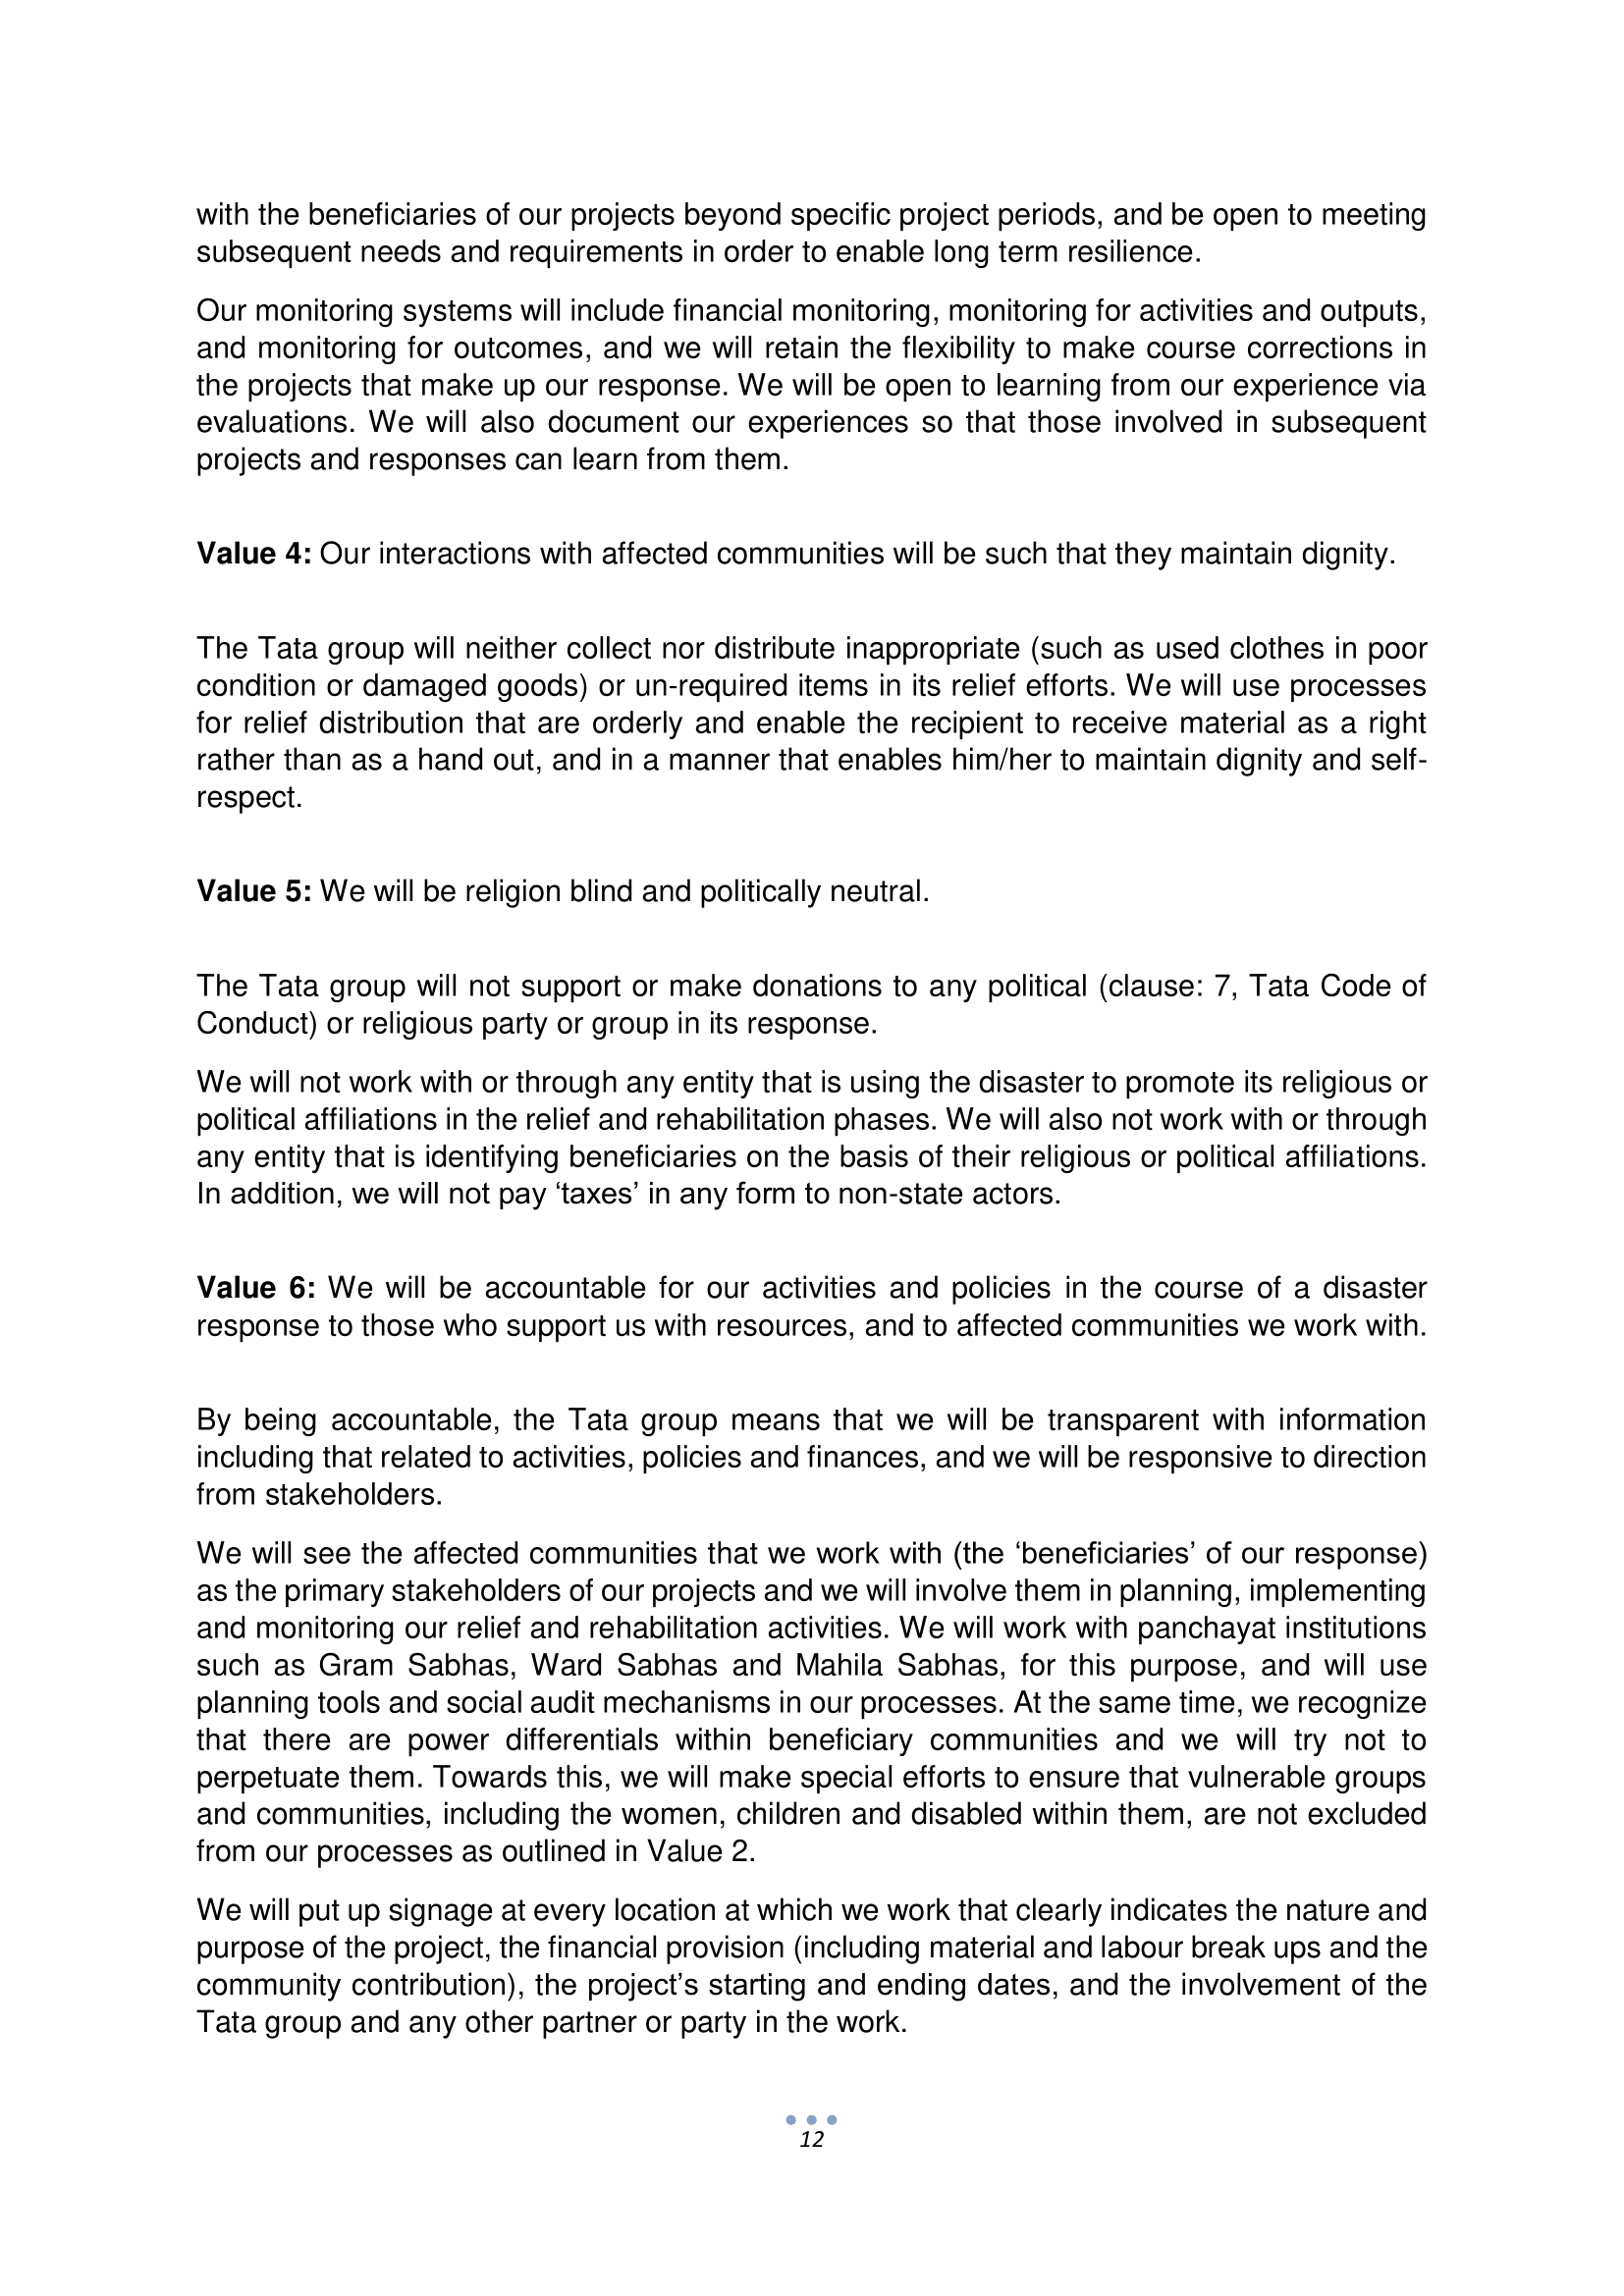 with the beneficiaries of our projects beyond specific project periods, and be open to meeting
subsequent needs and requirements in order to enable long term resilience.
Our monitoring systems will include financial monitoring, monitoring for activities and outputs,
and monitoring for outcomes, and we will retain the flexibility to make course corrections in
the projects that make up our response. We will be open to learning from our experience via
evaluations. We will also document our experiences so that those involved in subsequent
projects and responses can learn from them.
Value 4: Our interactions with affected communities will be such that they maintain dignity.
The Tata group will neither collect nor distribute inappropriate (such as used clothes in poor
condition or damaged goods) or un-required items in its relief efforts. We will use processes
for relief distribution that are orderly and enable the recipient to receive material as a right
rather than as a hand out, and in a manner that enables him/her to maintain dignity and self-
respect.
Value 5: We will be religion blind and politically neutral.
The Tata group will not support or make donations to any political (clause: 7, Tata Code of
Conduct) or religious party or group in its response.
We will not work with or through any entity that is using the disaster to promote its religious or
political affiliations in the relief and rehabilitation phases. We will also not work with or through
any entity that is identifying beneficiaries on the basis of their religious or political affiliations.
In addition, we will not pay ‘taxes’ in any form to non-state actors.
Value 6: We will be accountable for our activities and policies in the course of a disaster
response to those who support us with resources, and to affected communities we work with.
By being accountable, the Tata group means that we will be transparent with information
including that related to activities, policies and finances, and we will be responsive to direction
from stakeholders.
We will see the affected communities that we work with (the ‘beneficiaries’ of our response)
as the primary stakeholders of our projects and we will involve them in planning, implementing
and monitoring our relief and rehabilitation activities. We will work with panchayat institutions
such as Gram Sabhas, Ward Sabhas and Mahila Sabhas, for this purpose, and will use
planning tools and social audit mechanisms in our processes. At the same time, we recognize
that there are power differentials within beneficiary communities and we will try not to
perpetuate them. Towards this, we will make special efforts to ensure that vulnerable groups
and communities, including the women, children and disabled within them, are not excluded
from our processes as outlined in Value 2.
We will put up signage at every location at which we work that clearly indicates the nature and
purpose of the project, the financial provision (including material and labour break ups and the
community contribution), the project’s starting and ending dates, and the involvement of the
Tata group and any other partner or party in the work.
12